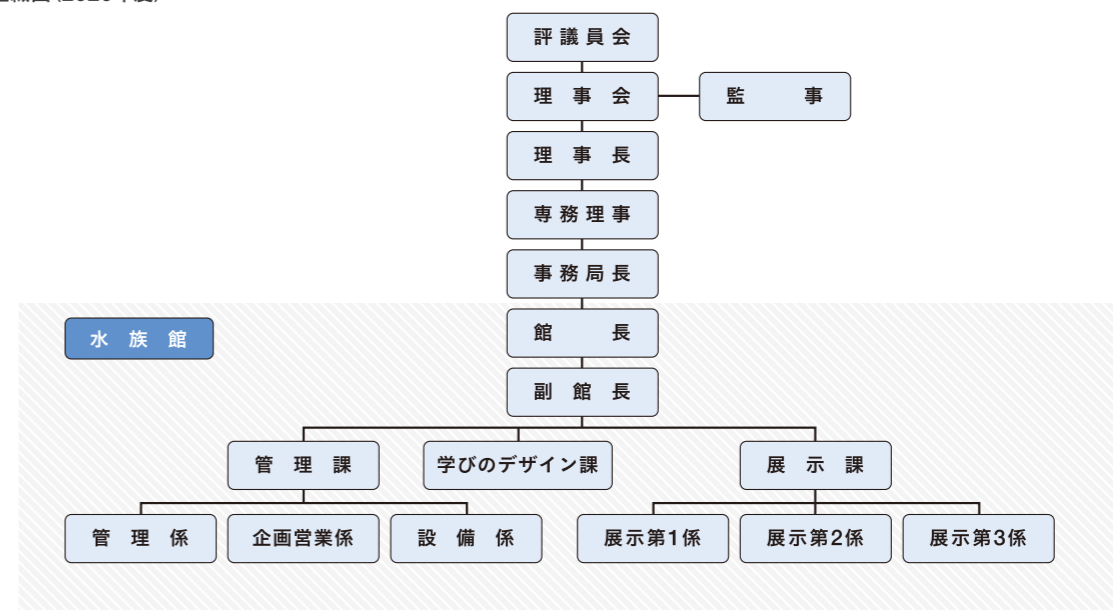 評議員会
理事会
監事
理事長
専務理事
事務局長
水族館
館長
副館長
管理課
学びのデザイン課
展示課
管理係
企画営業係
設備係
展示第1係
展示第2係
展示第3係